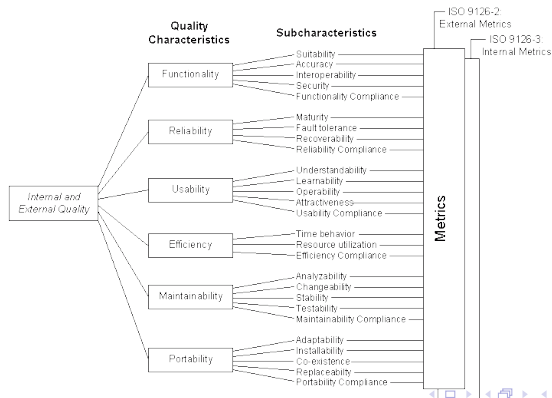 Quality
Characteristics
Subcharacteristics
ISO 9126-2:
External Metrics
ISO 9126-3:
Internal Metrics
Internal and
External Quality
Functionality
Suitability
Accuracy
Interoperability
Security
Functionality Compliance
Reliability
Maturity
Fault tolerance
Recoverability
Reliability Compliance
Usability
Understandability
Learnability
Operability
Attractiveness
Usability Compliance
Efficiency
Time behavior
Resource utilization
Efficiency Compliance
Maintainability
Analyzability
Changeability
Stability
Testability
Maintainability Compliance
Portability
Adaptability
Installability
Co-existence
Replaceabilty
Portability Compliance
Metrics